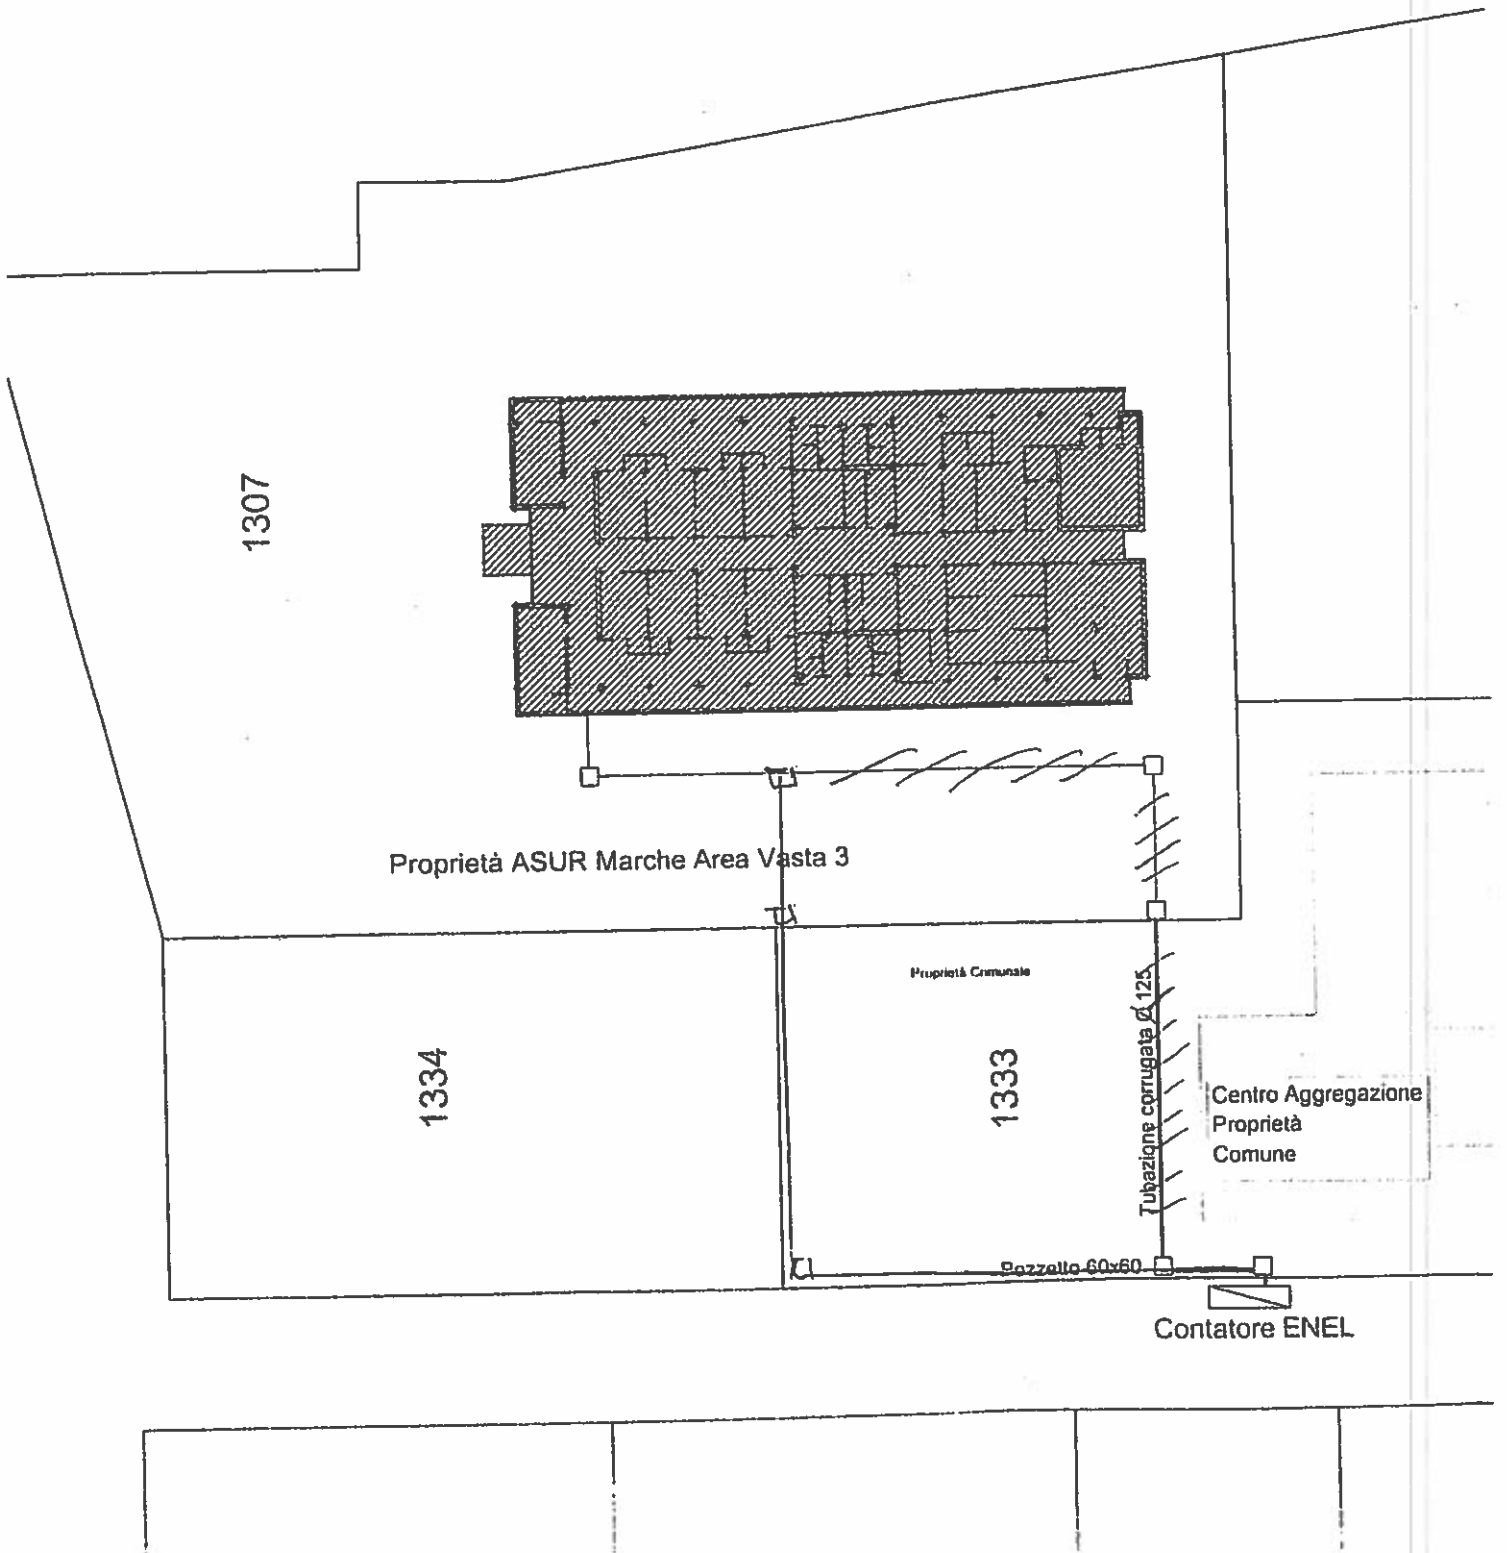 1307
Proprietà ASUR Marche Area Vasta 3
Proprietà Comunale
1334
1333
Tubazione corrugata Ø 125
Centro Aggregazione
Proprietà
Comune
Pozzetto 60x60
Contatore ENEL